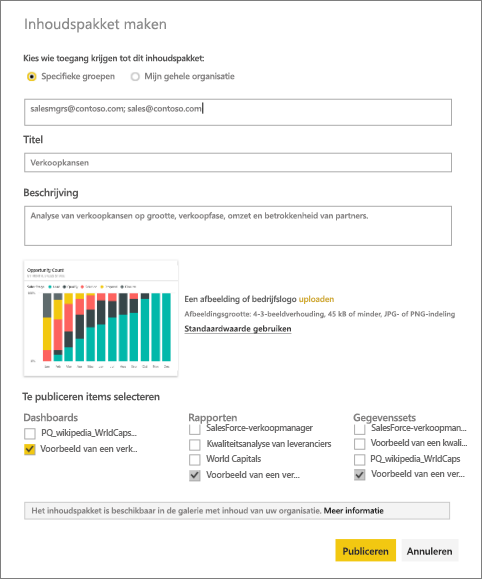 Inhoudspakket maken
Kies wie toegang krijgen tot dit inhoudspakket:
Specifieke groepen Mijn gehele organisatie
salesmgrs@contoso.com; sales@contoso.com
Titel
Verkoopkansen
Beschrijving
Analyse van verkoopkansen op grootte, verkoopfase, omzet en betrokkenheid van partners.
Opportunity Count
100%
0%
Een afbeelding of bedrijfslogo uploaden
Afbeeldingsgrootte: 4-3-beeldverhouding, 45 kB of minder, JPG- of PNG-indeling
Standaardwaarde gebruiken
Te publiceren items selecteren
Dashboards
PQ_wikipedia_WrldCaps...
Voorbeeld van een verk...
Rapporten
SalesForce-verkoopmanager
Kwaliteitsanalyse van leveranciers
World Capitals
Voorbeeld van een ver...
Gegevenssets
SalesForce-verkoopman...
Voorbeeld van een kwali...
PQ_wikipedia_WrldCaps
Voorbeeld van een ver...
Het inhoudspakket is beschikbaar in de galerie met inhoud van uw organisatie. Meer informatie
Publiceren Annuleren